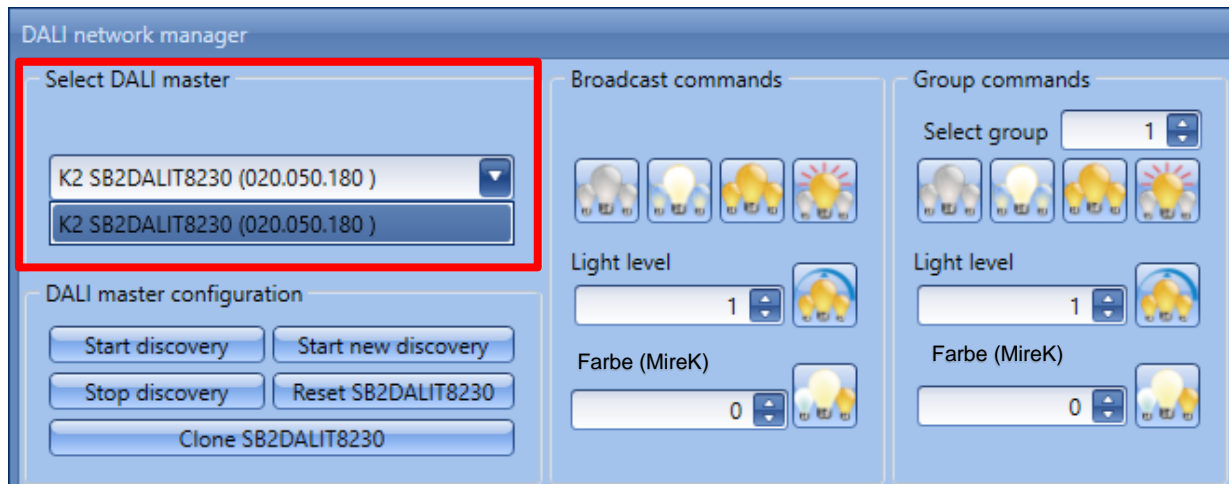 DALI network manager
Select DALI master
K2 SB2DALIT8230 (020.050.180 )
K2 SB2DALIT8230 (020.050.180 )
DALI master configuration
Start discovery
Start new discovery
Stop discovery
Reset SB2DALIT8230
Clone SB2DALIT8230
Broadcast commands
Light level
1
Farbe (MireK)
0
Group commands
Select group 1
Light level
1
Farbe (MireK)
0